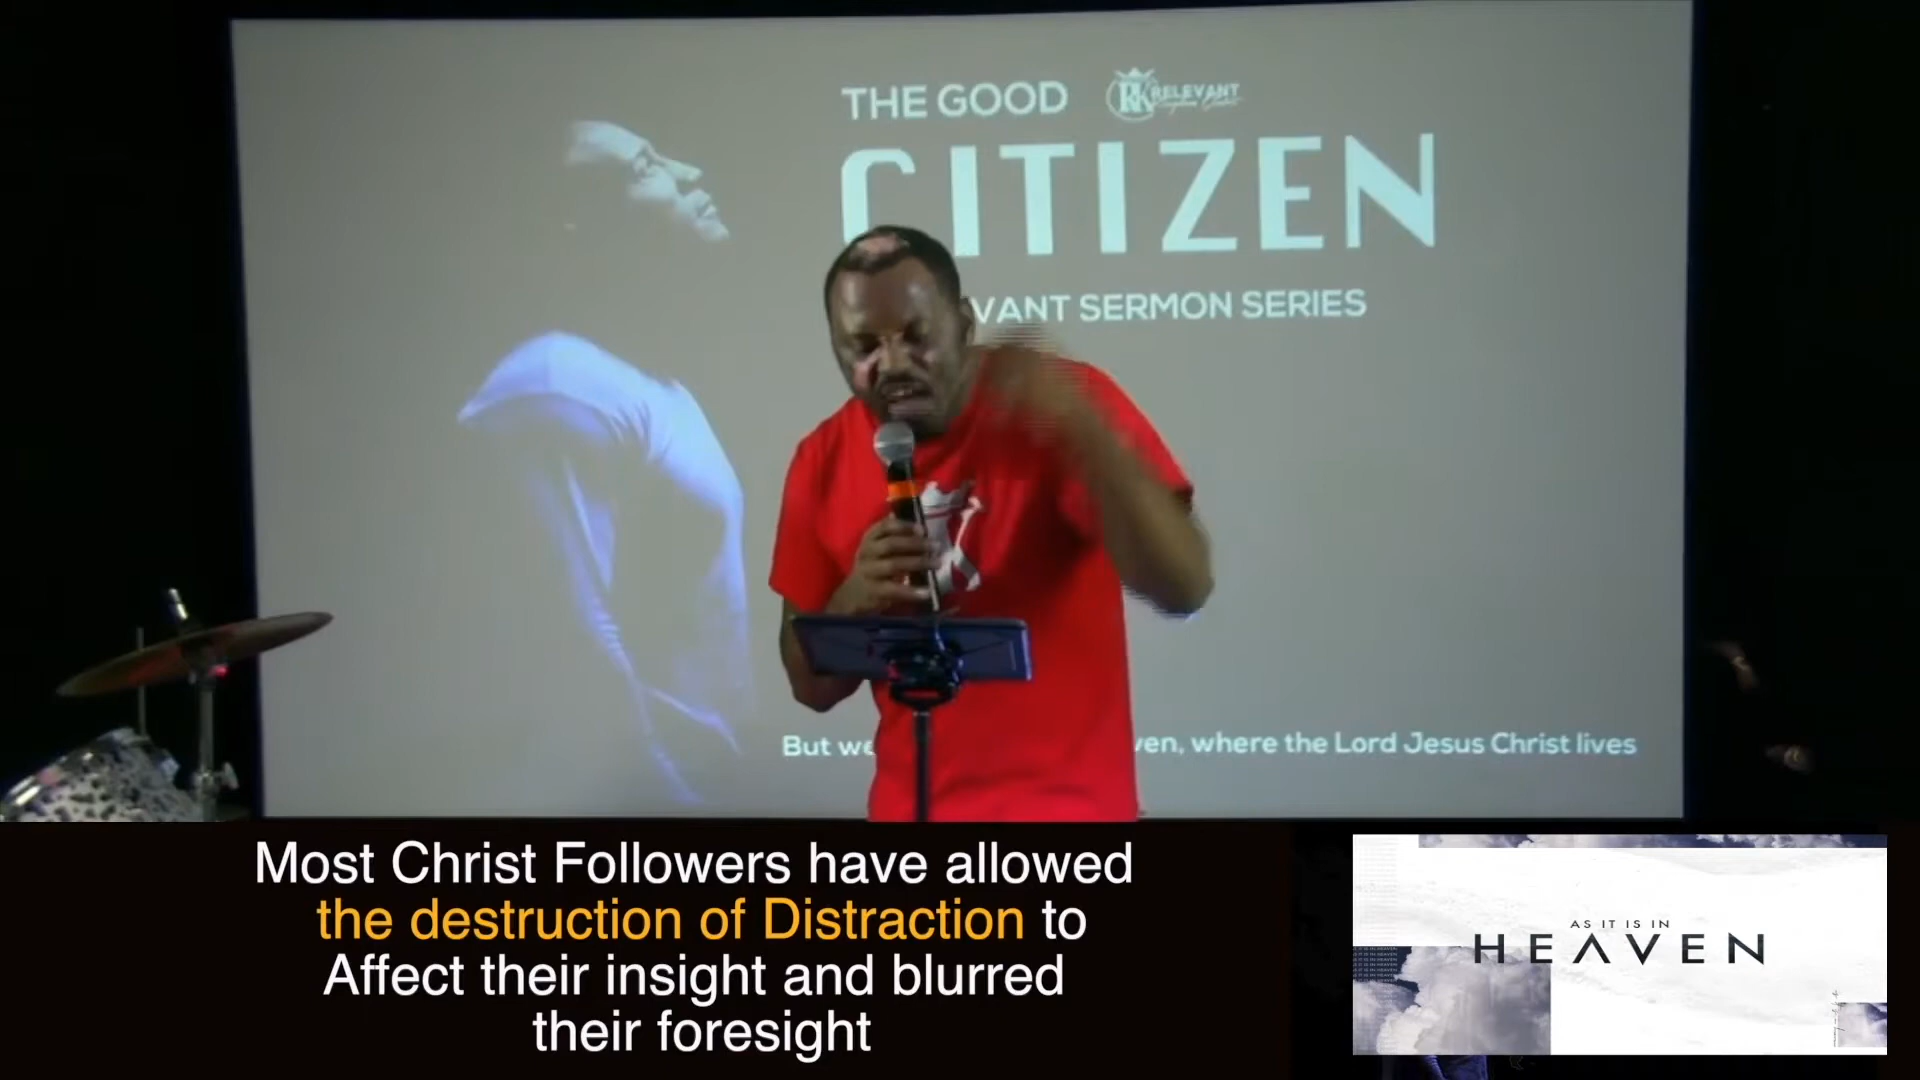 THE GOOD
RELEVANT
CITIZEN
VANT SERMON SERIES
But we ven, where the Lord Jesus Christ lives
Most Christ Followers have allowed
the destruction of Distraction to
Affect their insight and blurred
their foresight
AS IT IS IN
HEAVEN